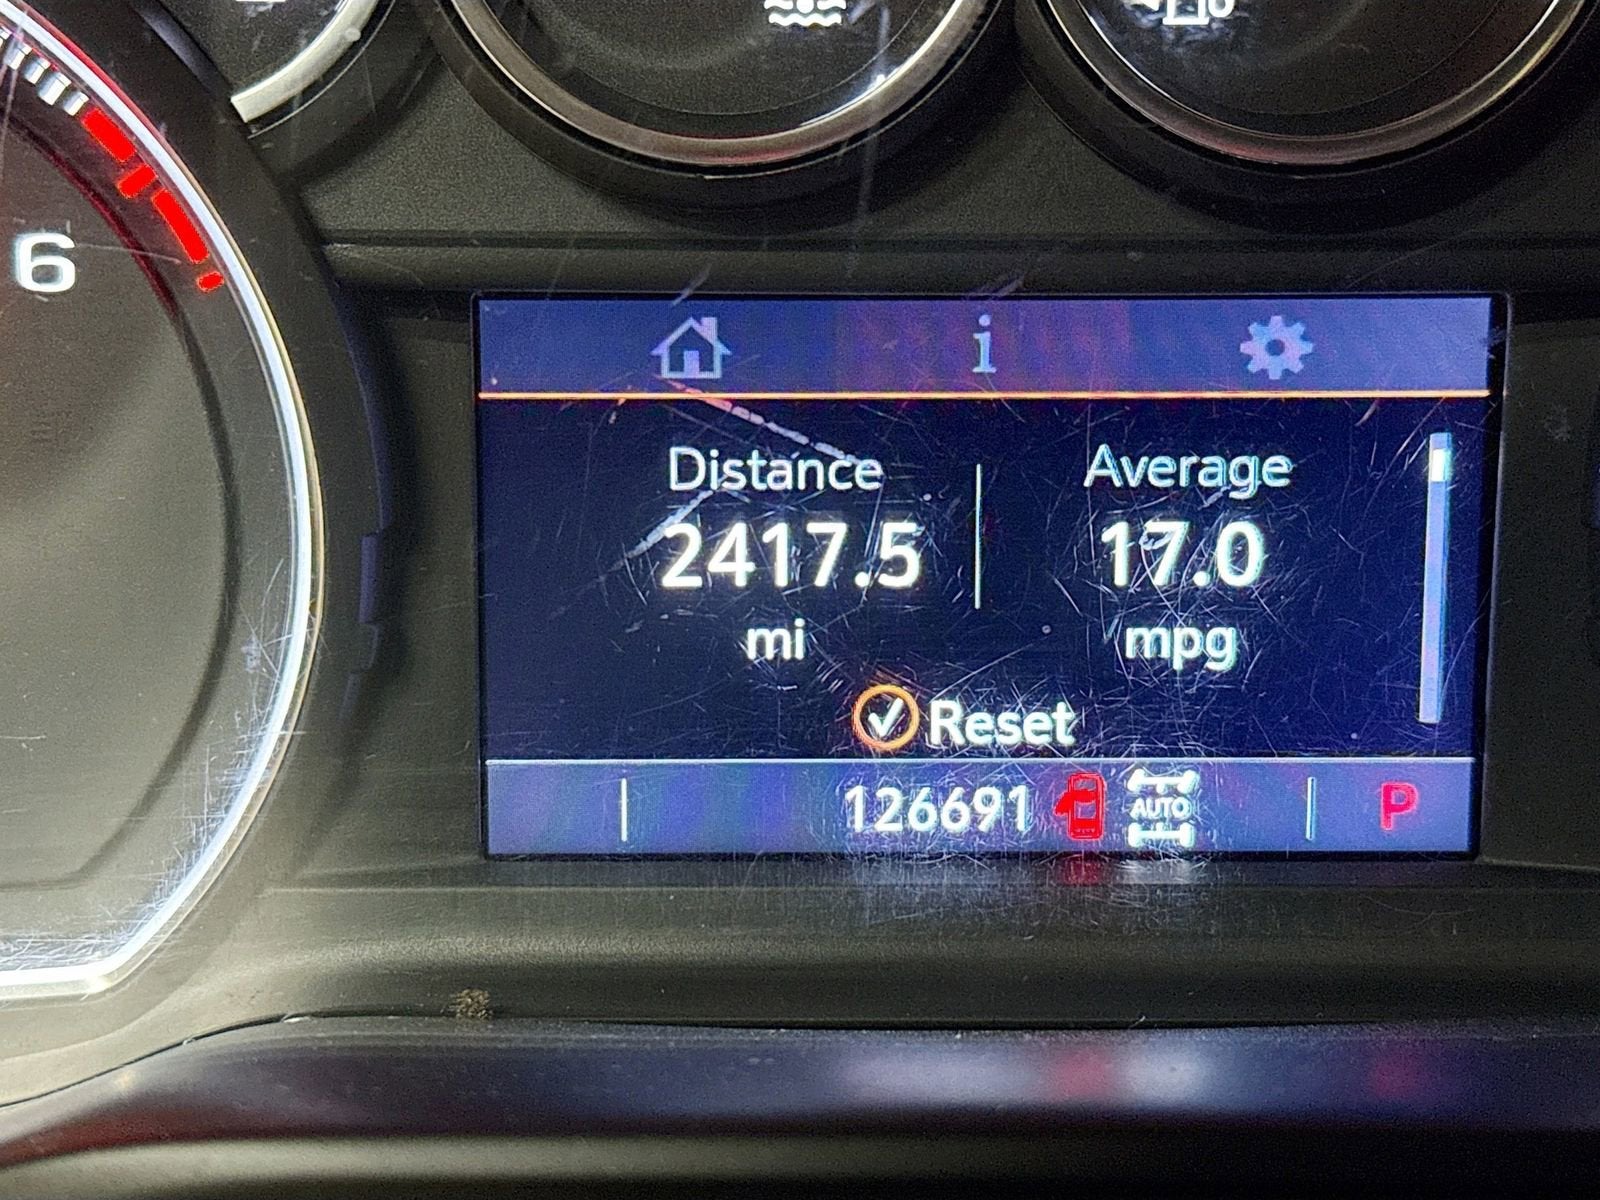 6
i
Distance Average
2417.5 17.0
mi mpg
Reset
126691 AUTO P